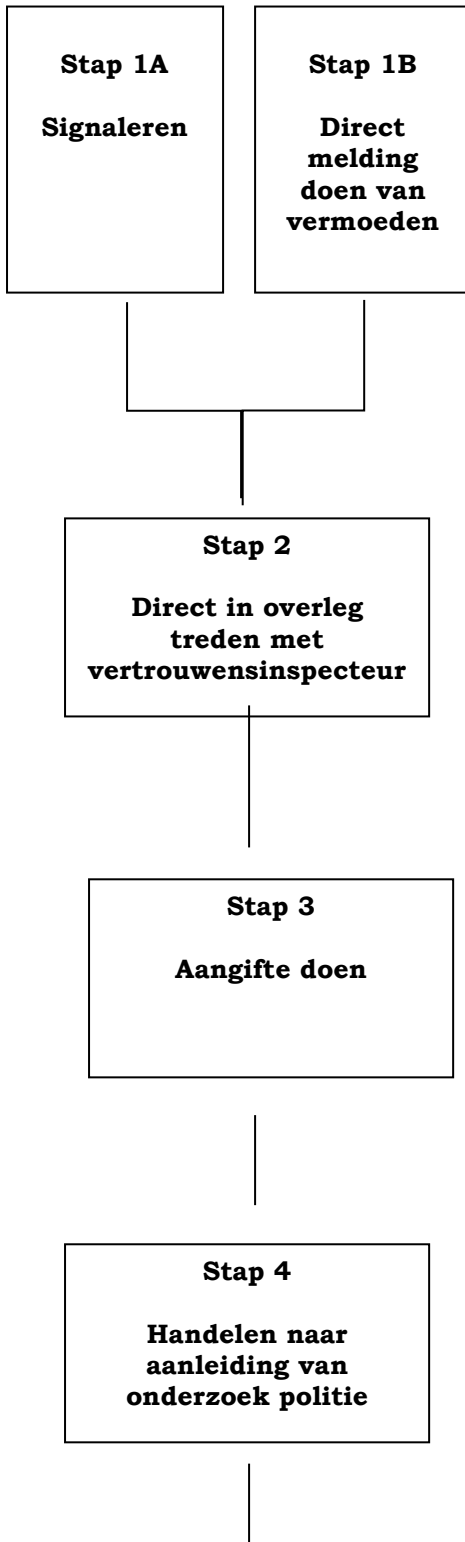 Stap 1A
Signaleren
Stap 1B
Direct
melding
doen van
vermoeden
Stap 2
Direct in overleg
treden met
vertrouwensinspecteur
Stap 3
Aangifte doen
Stap 4
Handelen naar
aanleiding van
onderzoek politie